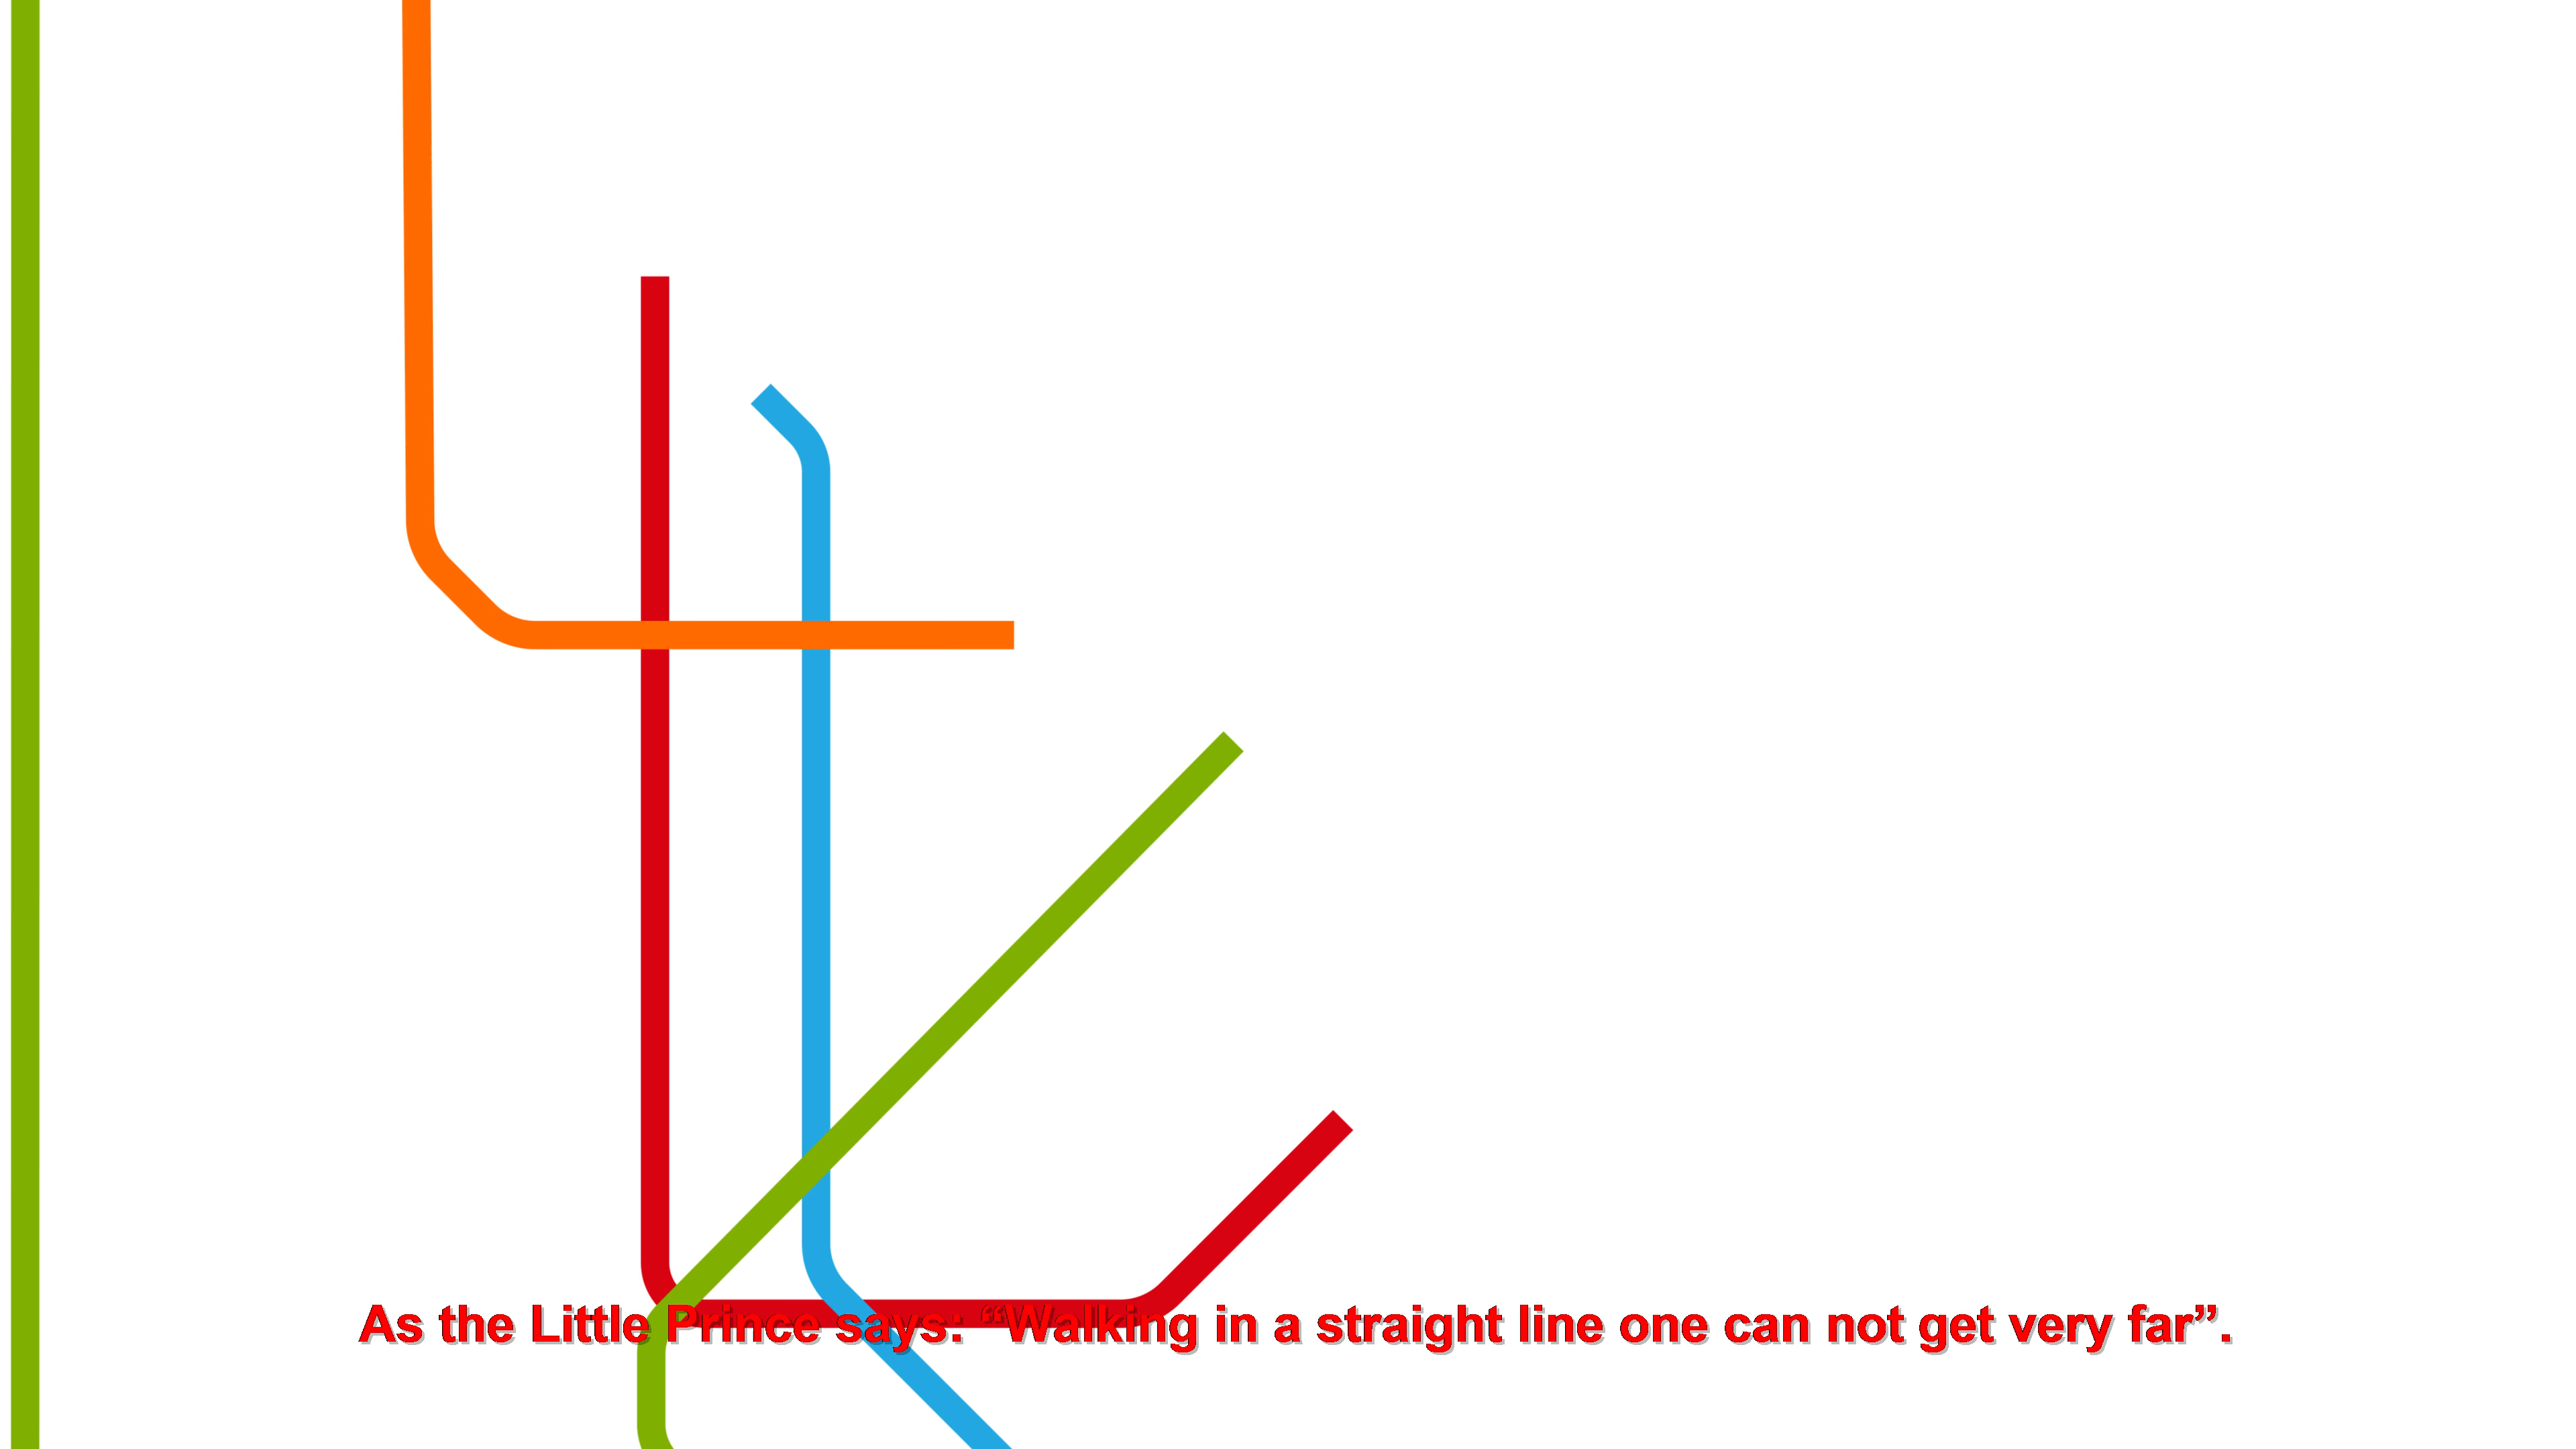 As the Little Prince says: “Walking in a straight line one can not get very far”.